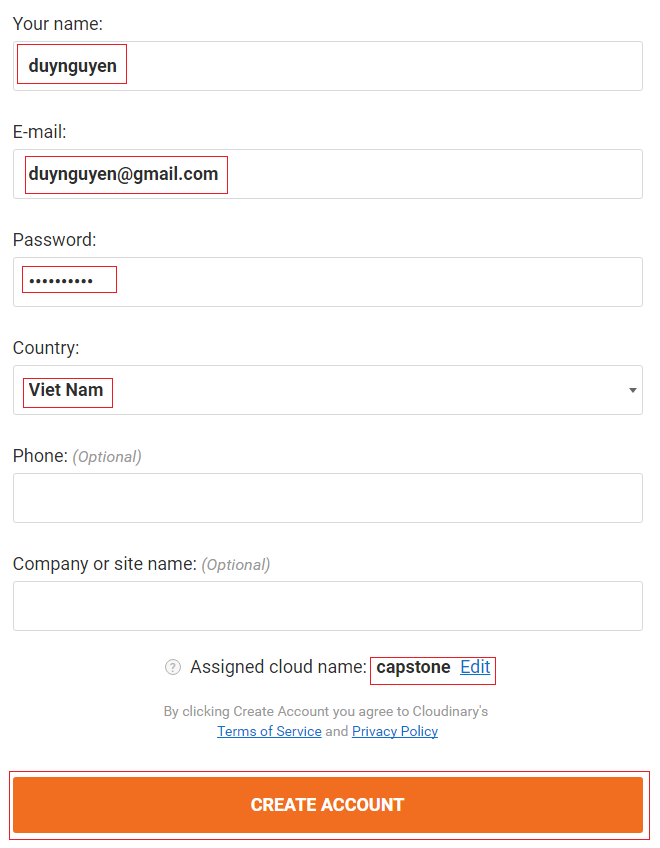 Your name:
duynguyen
E-mail:
duynguyen@gmail.com
Password:
••••••••••
Country:
Viet Nam
Phone: (Optional)
Company or site name: (Optional)
? Assigned cloud name: capstone Edit
By clicking Create Account you agree to Cloudinary's
Terms of Service and Privacy Policy
CREATE ACCOUNT